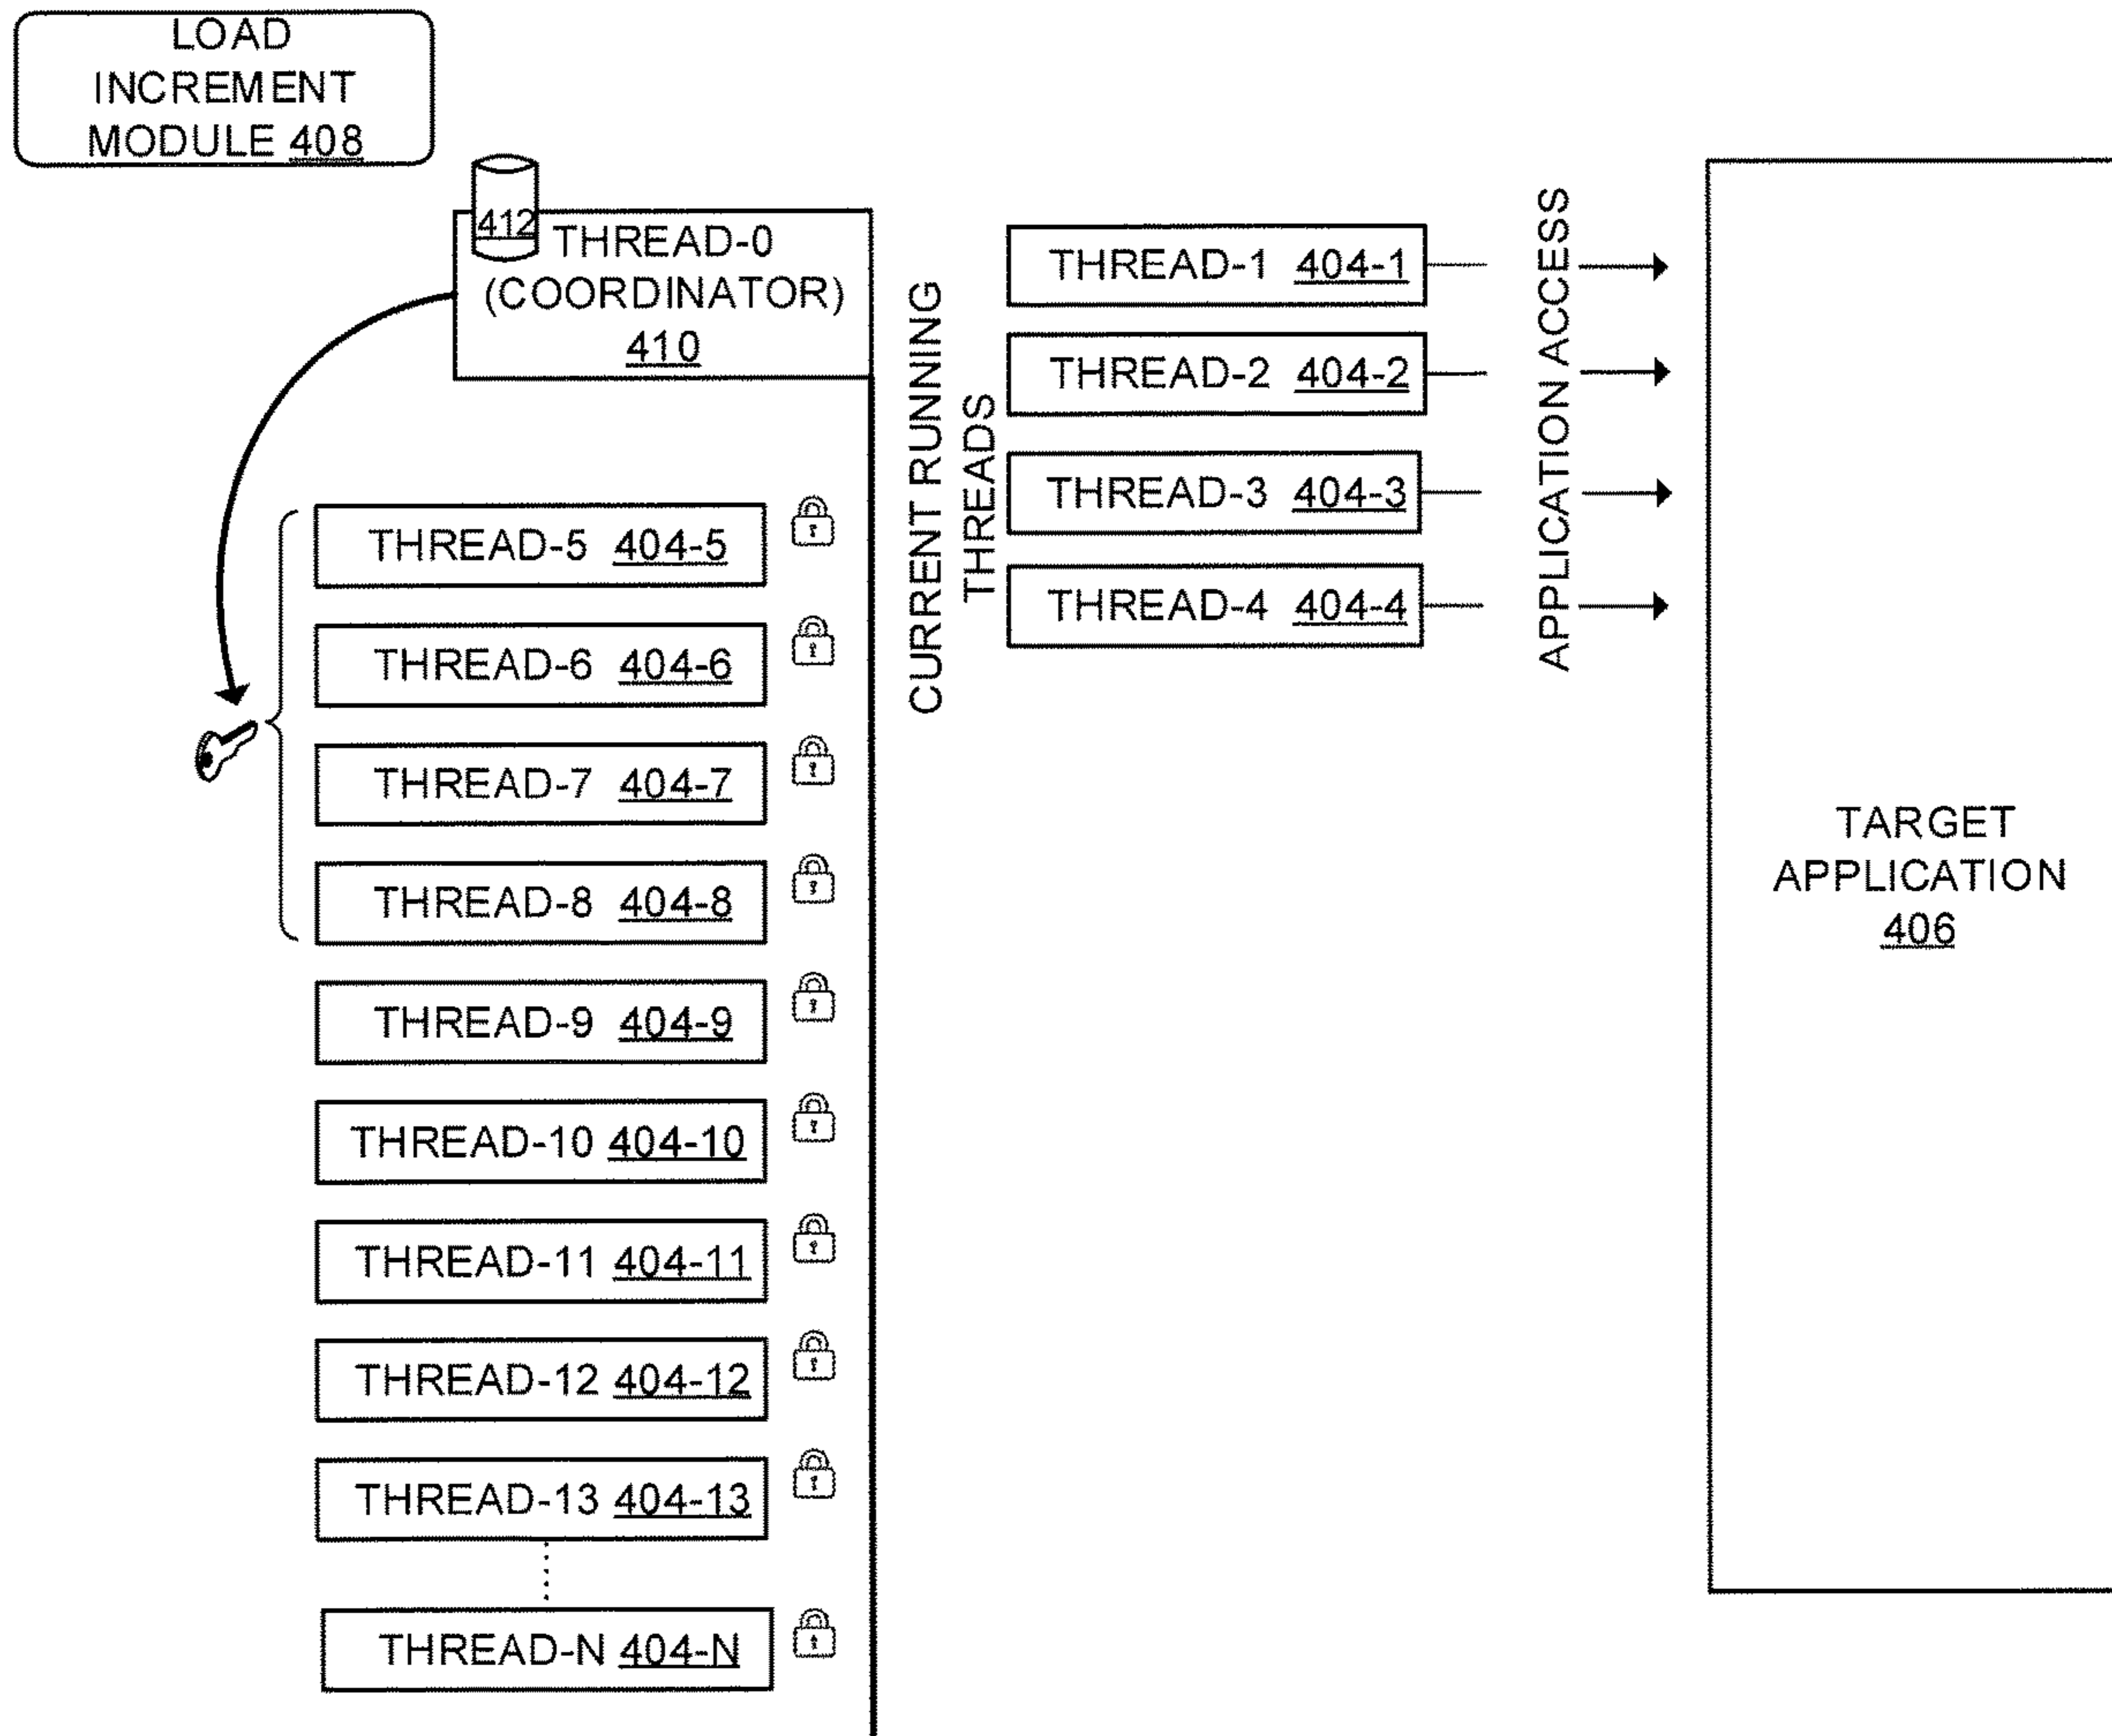 LOAD
INCREMENT
MODULE 408
412
THREAD-0
(COORDINATOR)
410
CURRENT RUNNING
THREADS
THREAD-1 404-1
THREAD-2 404-2
THREAD-3 404-3
THREAD-4 404-4
APPLICATION ACCESS
TARGET
APPLICATION
406
THREAD-5 404-5
THREAD-6 404-6
THREAD-7 404-7
THREAD-8 404-8
THREAD-9 404-9
THREAD-10 404-10
THREAD-11 404-11
THREAD-12 404-12
THREAD-13 404-13
THREAD-N 404-N